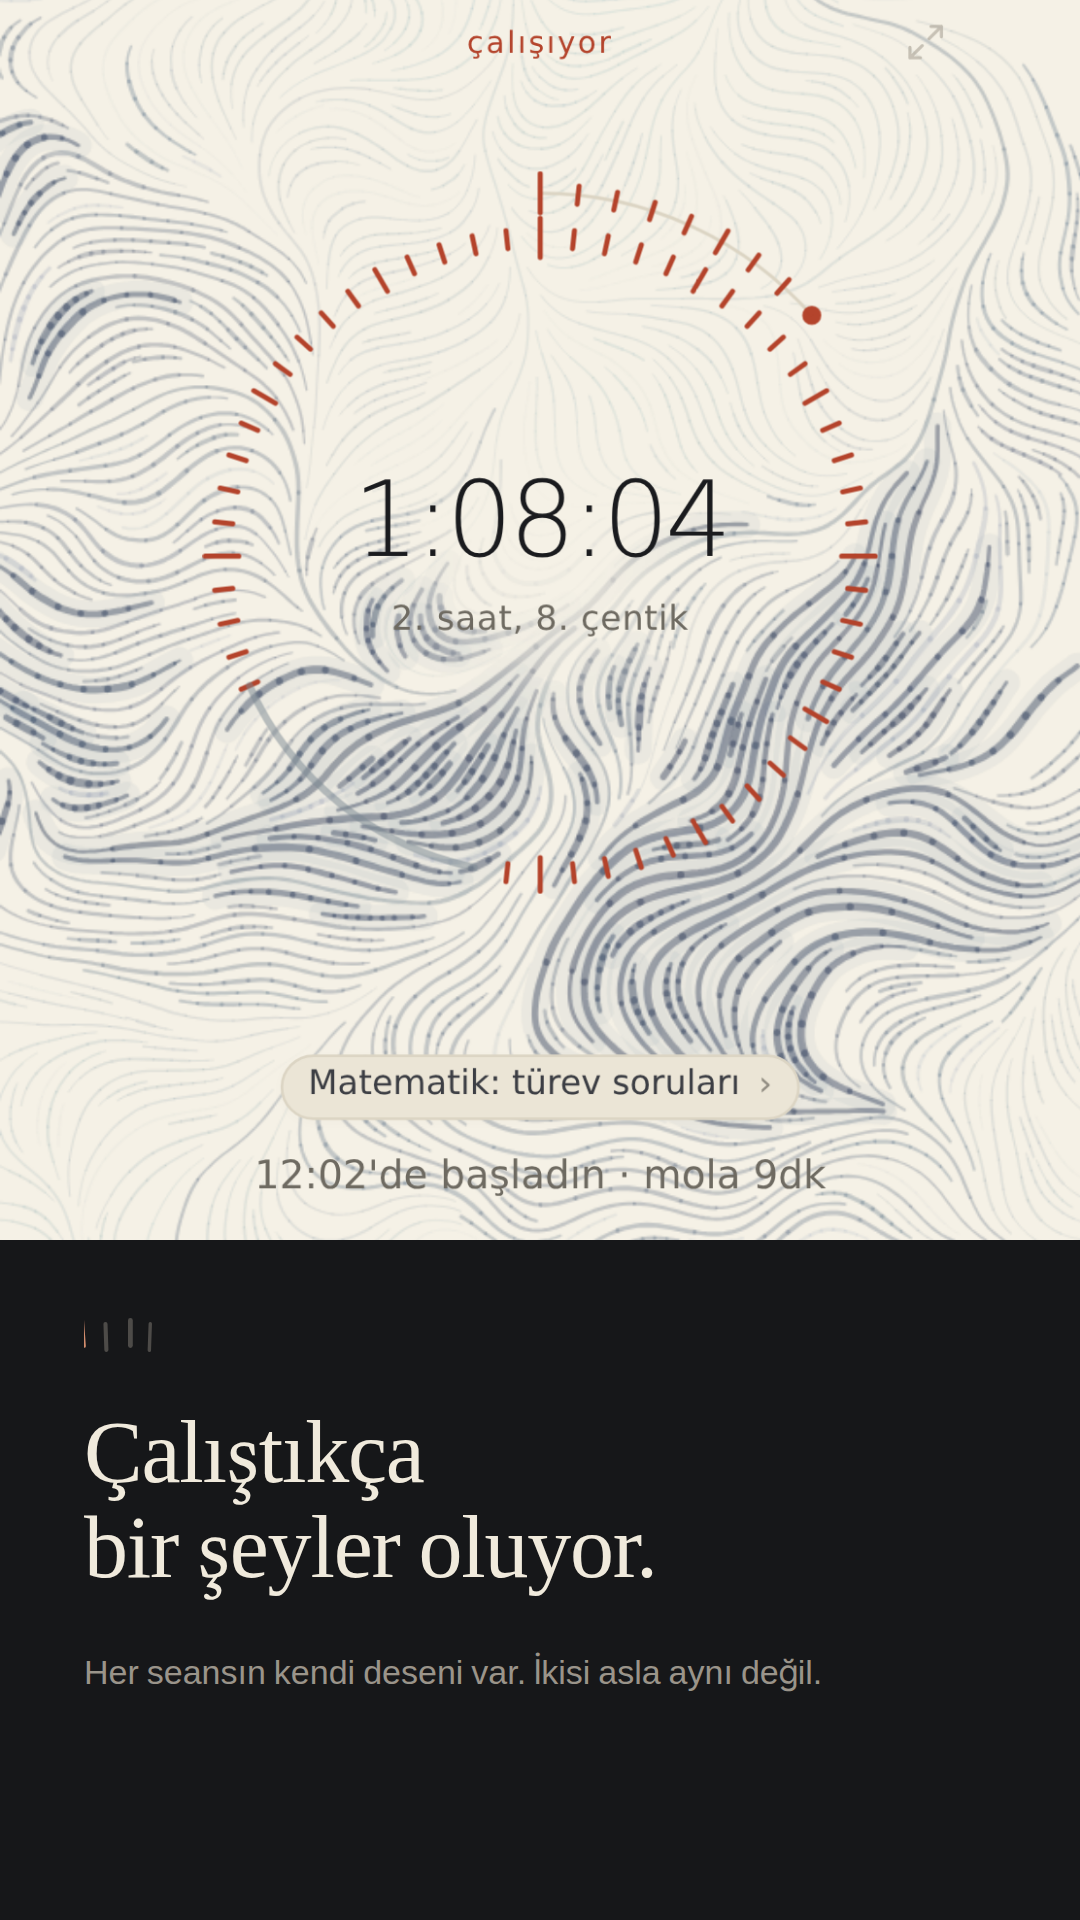 çalışıyor
1:08:04
2. saat, 8. çentik
Matematik: türev soruları ›
12:02'de başladın · mola 9dk
Çalıştıkça
bir şeyler oluyor.
Her seansın kendi deseni var. İkisi asla aynı değil.